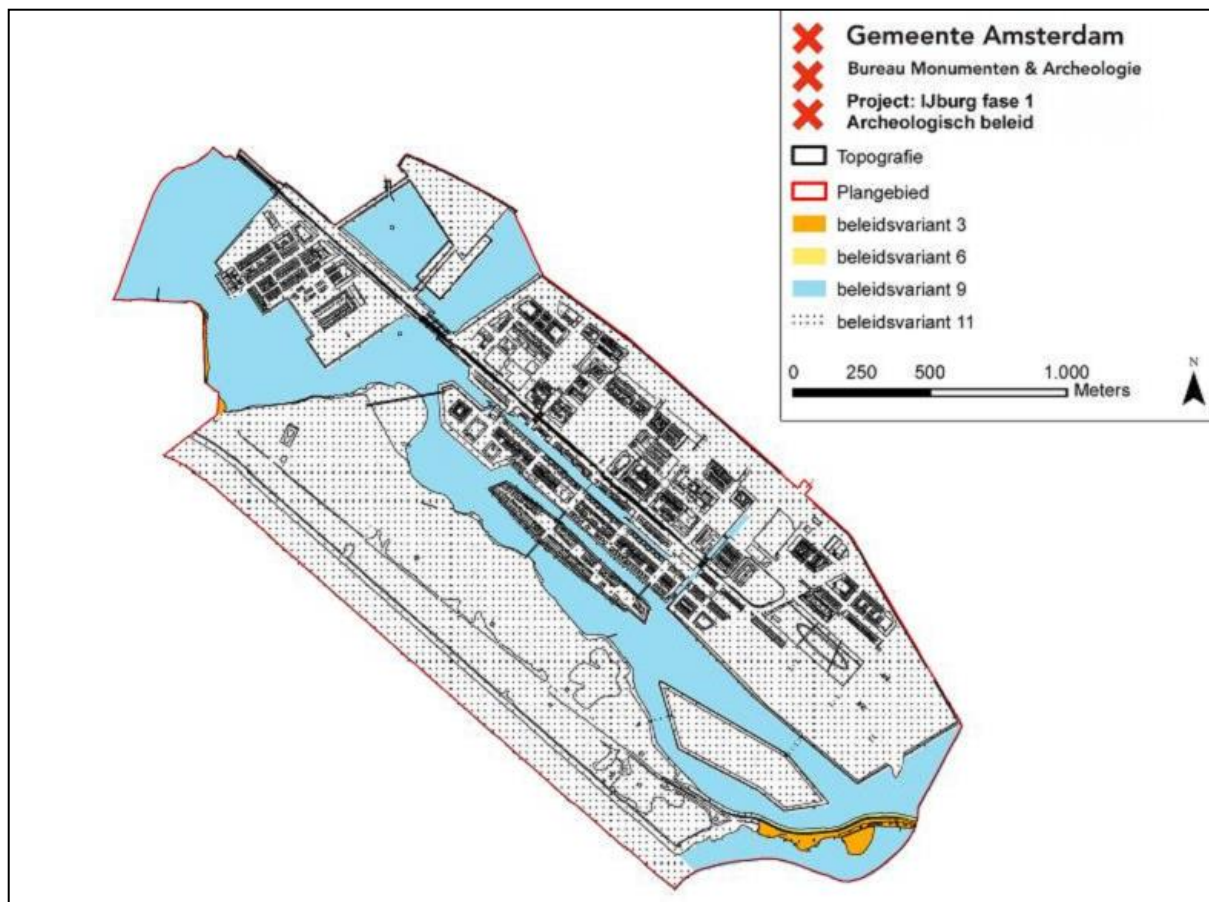 Gemeente Amsterdam
Bureau Monumenten & Archeologie
Project: IJburg fase 1
Archeologisch beleid
Topografie
Plangebied
beleidsvariant 3
beleidsvariant 6
beleidsvariant 9
beleidsvariant 11
0 250 500 1.000
Meters
N